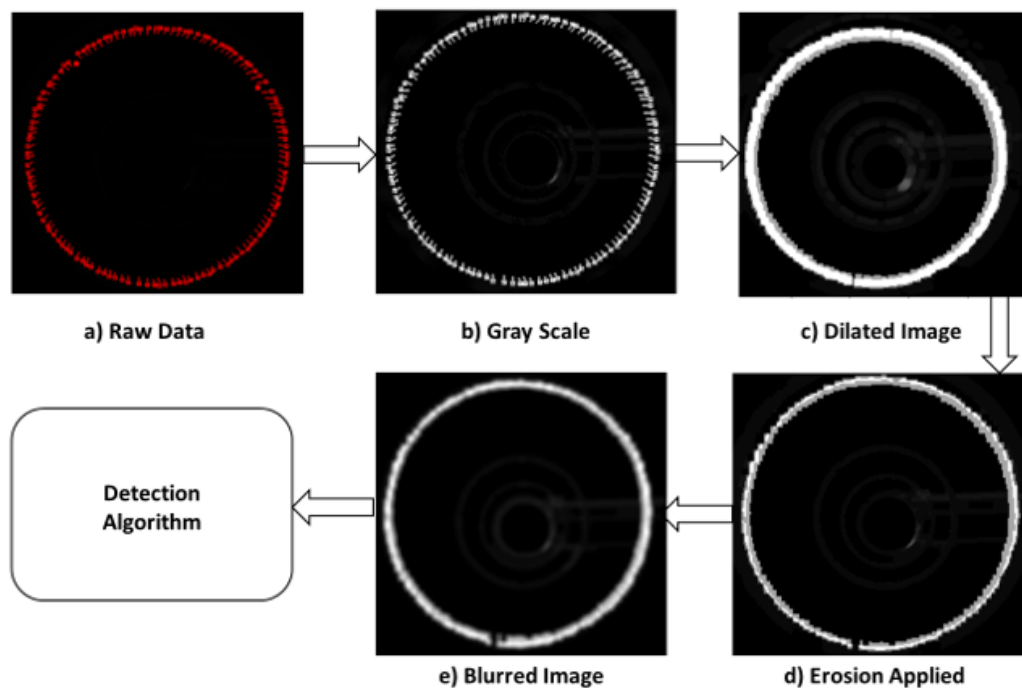 a) Raw Data
b) Gray Scale
c) Dilated Image
Detection
Algorithm
e) Blurred Image
d) Erosion Applied